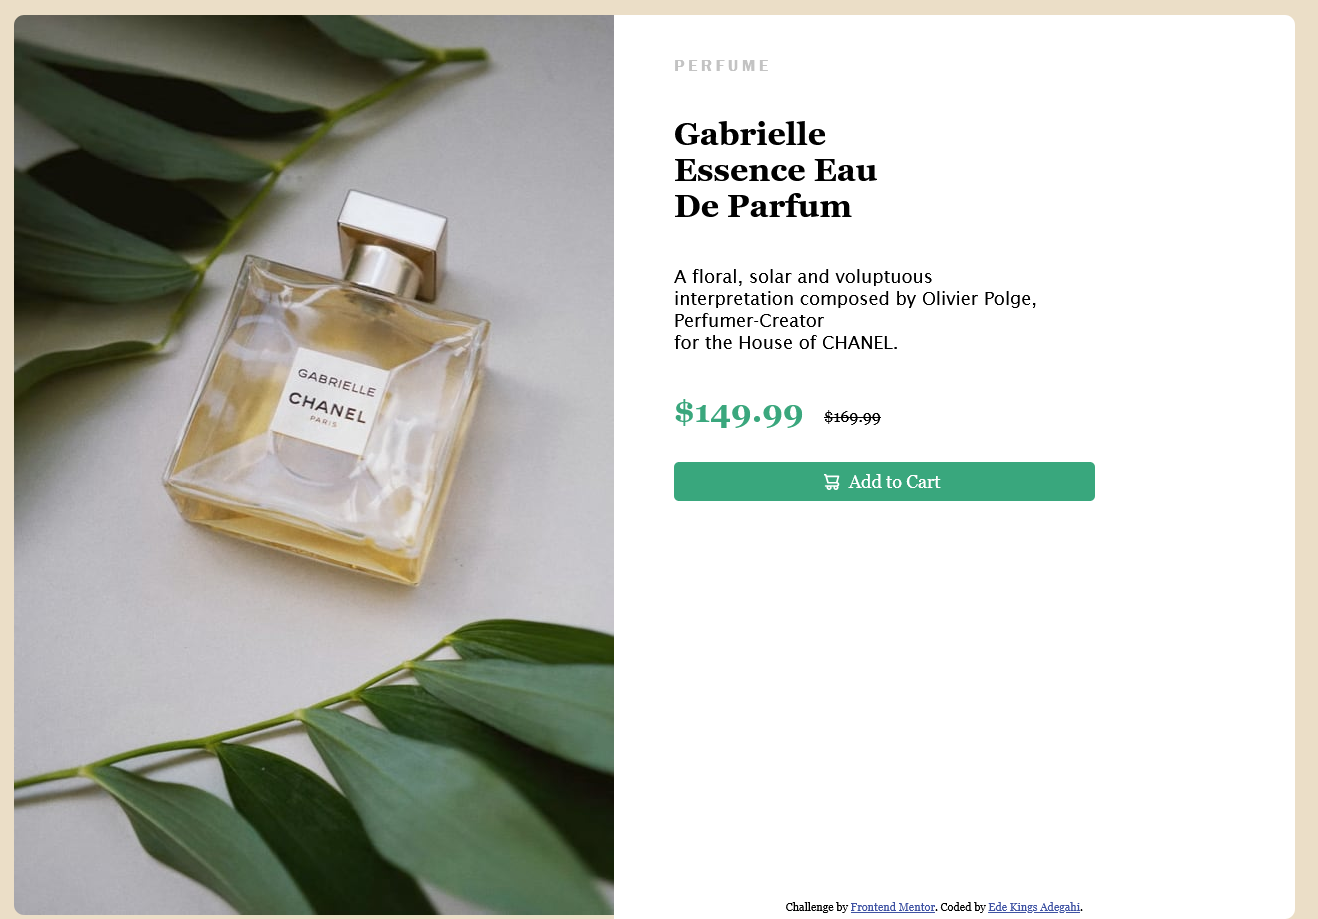 GABRIELLE
CHANEL
PARIS
PERFUME
Gabrielle
Essence Eau
De Parfum
A floral, solar and voluptuous
interpretation composed by Olivier Polge,
Perfumer-Creator
for the House of CHANEL.
$149.99 $169.99
Add to Cart
Challenge by Frontend Mentor. Coded by Ede Kings Adegahi.